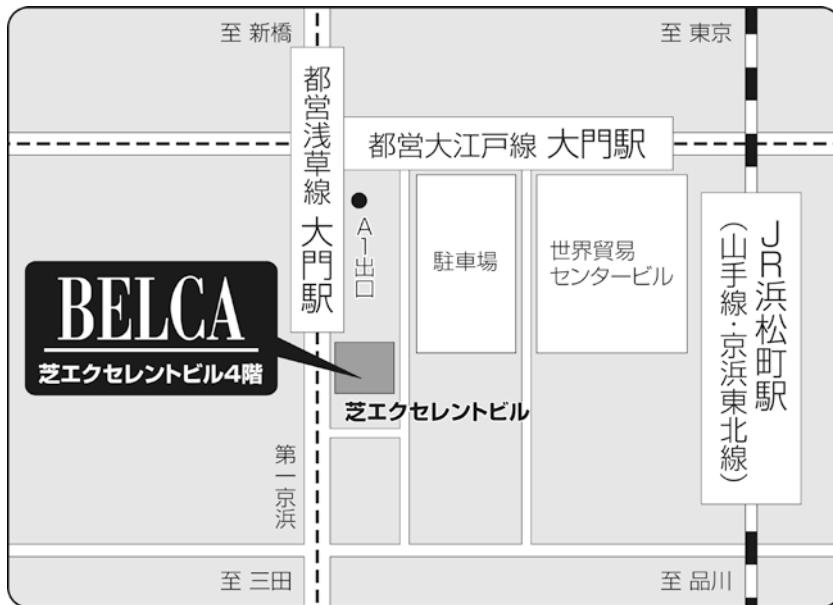 至 新橋
至 東京
都営浅草線 大門駅
都営大江戸線 大門駅
A1出口
駐車場
世界貿易
センタービル
JR浜松町駅
(山手線・京浜東北線)
BELCA
芝エクセレントビル4階
芝エクセレントビル
第一京浜
至 三田
至 品川